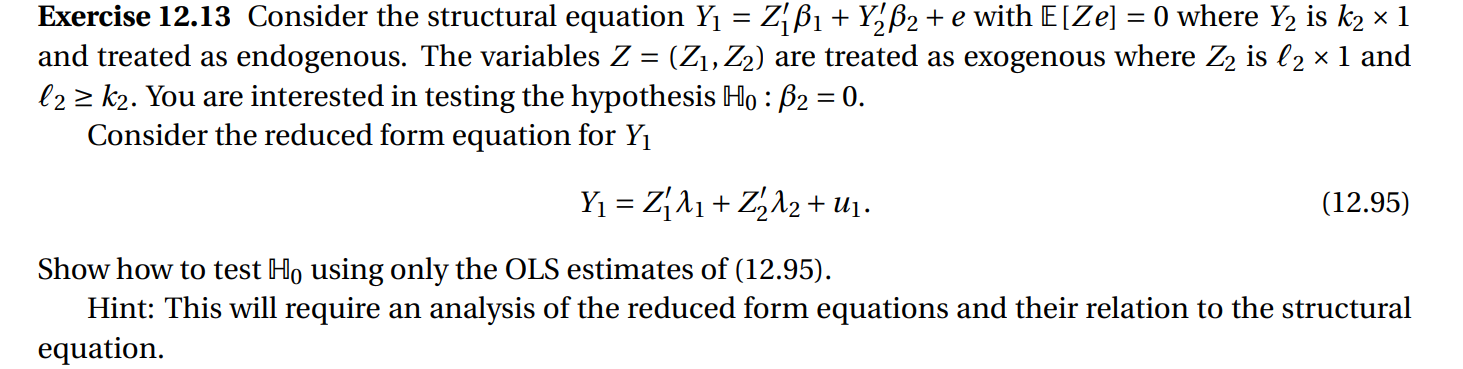 Exercise 12.13 Consider the structural equation Y₁ = Z₁′β₁ + Y₂′β₂ + e with 𝔼[Ze] = 0 where Y₂ is k₂ × 1
and treated as endogenous. The variables Z = (Z₁, Z₂) are treated as exogenous where Z₂ is ℓ₂ × 1 and
ℓ₂ ≥ k₂. You are interested in testing the hypothesis ℍ₀ : β₂ = 0.
Consider the reduced form equation for Y₁
Y₁ = Z₁′λ₁ + Z₂′λ₂ + u₁. (12.95)
Show how to test ℍ₀ using only the OLS estimates of (12.95).
Hint: This will require an analysis of the reduced form equations and their relation to the structural
equation.